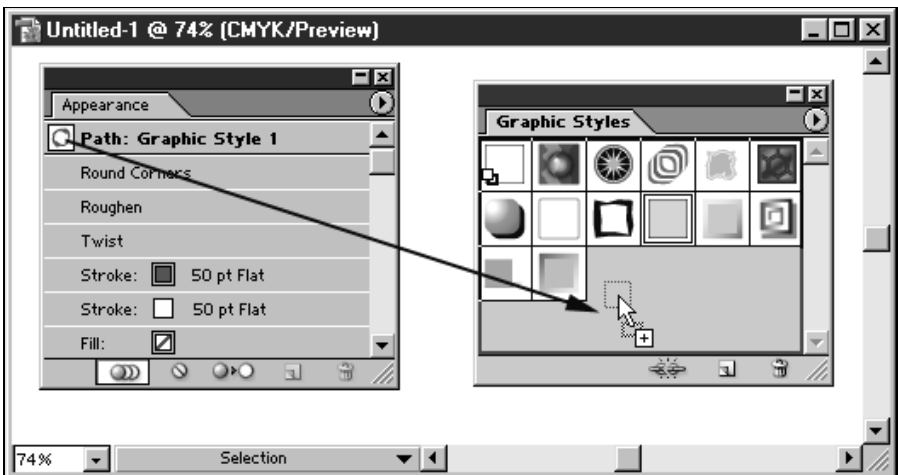 Untitled-1 @ 74% (CMYK/Preview)
Appearance
Path: Graphic Style 1
Round Corners
Roughen
Twist
Stroke: 50 pt Flat
Stroke: 50 pt Flat
Fill:
Graphic Styles
74% Selection